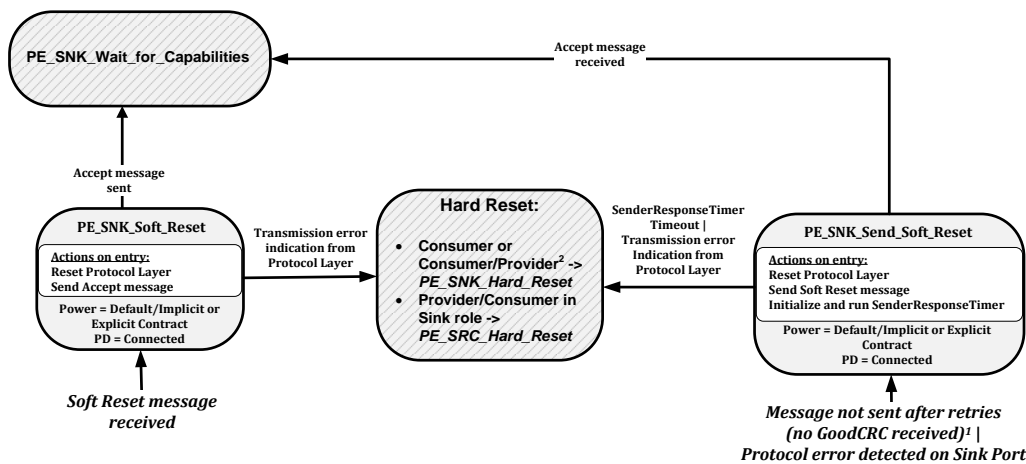 PE_SNK_Wait_for_Capabilities
Accept message
received
Accept message
sent
PE_SNK_Soft_Reset
Actions on entry:
Reset Protocol Layer
Send Accept message
Power = Default/Implicit or
Explicit Contract
PD = Connected
Soft Reset message
received
Transmission error
indication from
Protocol Layer
Hard Reset:
• Consumer or
Consumer/Provider² ->
PE_SNK_Hard_Reset
• Provider/Consumer in
Sink role ->
PE_SRC_Hard_Reset
SenderResponseTimer
Timeout |
Transmission error
Indication from
Protocol Layer
PE_SNK_Send_Soft_Reset
Actions on entry:
Reset Protocol Layer
Send Soft Reset message
Initialize and run SenderResponseTimer
Power = Default/Implicit or Explicit
Contract
PD = Connected
Message not sent after retries
(no GoodCRC received)¹ |
Protocol error detected on Sink Port